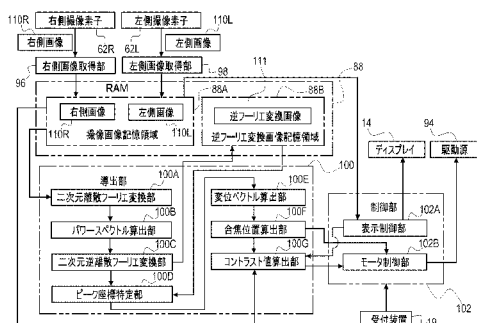 110R
右側撮像素子
左側撮像素子
110L
右側画像
62R
62L
左側画像
右側画像取得部
左側画像取得部
96
98
111
88
RAM
88A
88B
右側画像
左側画像
逆フーリエ変換画像
110R
110L
撮像画像記憶領域
逆フーリエ変換画像記憶領域
14
94
ディスプレイ
駆動源
100
導出部
100A
100E
二次元離散フーリエ変換部
変位ベクトル算出部
100B
100F
パワースペクトル算出部
合焦位置算出部
100C
100G
二次元逆離散フーリエ変換部
コントラスト値算出部
100D
ピーク座標特定部
制御部
102A
表示制御部
102B
モータ制御部
102
受付装置
19